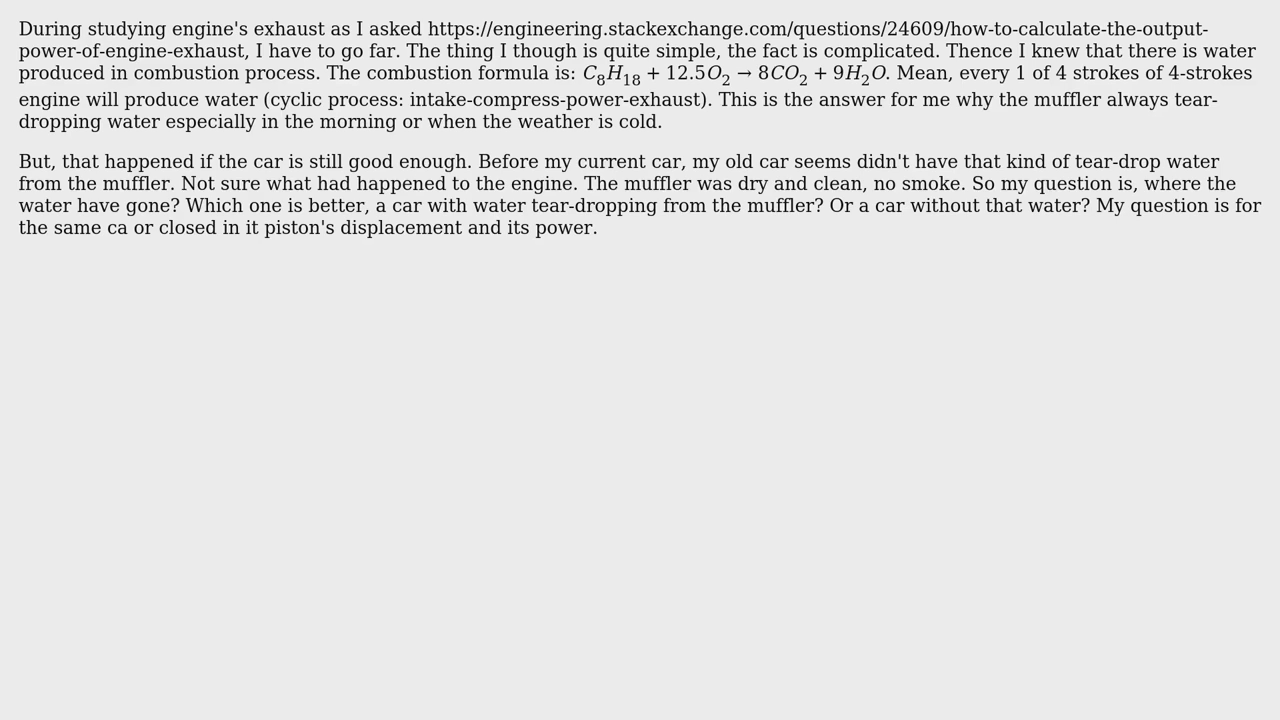 During studying engine's exhaust as I asked https://engineering.stackexchange.com/questions/24609/how-to-calculate-the-output-
power-of-engine-exhaust, I have to go far. The thing I though is quite simple, the fact is complicated. Thence I knew that there is water
produced in combustion process. The combustion formula is: C₈H₁₈ + 12.5O₂ → 8CO₂ + 9H₂O. Mean, every 1 of 4 strokes of 4-strokes
engine will produce water (cyclic process: intake-compress-power-exhaust). This is the answer for me why the muffler always tear-
dropping water especially in the morning or when the weather is cold.
But, that happened if the car is still good enough. Before my current car, my old car seems didn't have that kind of tear-drop water
from the muffler. Not sure what had happened to the engine. The muffler was dry and clean, no smoke. So my question is, where the
water have gone? Which one is better, a car with water tear-dropping from the muffler? Or a car without that water? My question is for
the same ca or closed in it piston's displacement and its power.